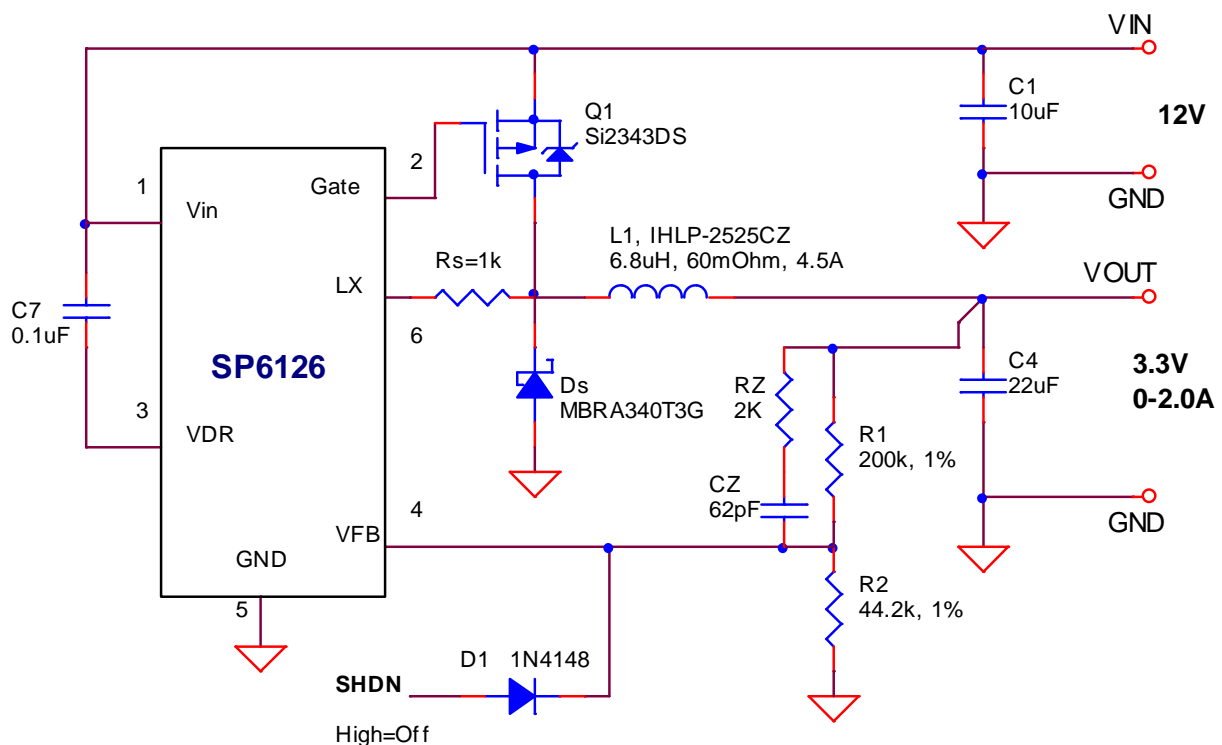 VIN
C1
10uF
12V
Q1
Si2343DS
2
1
Gate
Vin
GND
L1, IHLP-2525CZ
6.8uH, 60mOhm, 4.5A
Rs=1k
VOUT
LX
C7
0.1uF
6
SP6126
C4
22uF
3.3V
0-2.0A
Ds
MBRA340T3G
RZ
2K
3
VDR
R1
200k, 1%
CZ
62pF
4
VFB
GND
GND
5
R2
44.2k, 1%
D1 1N4148
SHDN
High=Off